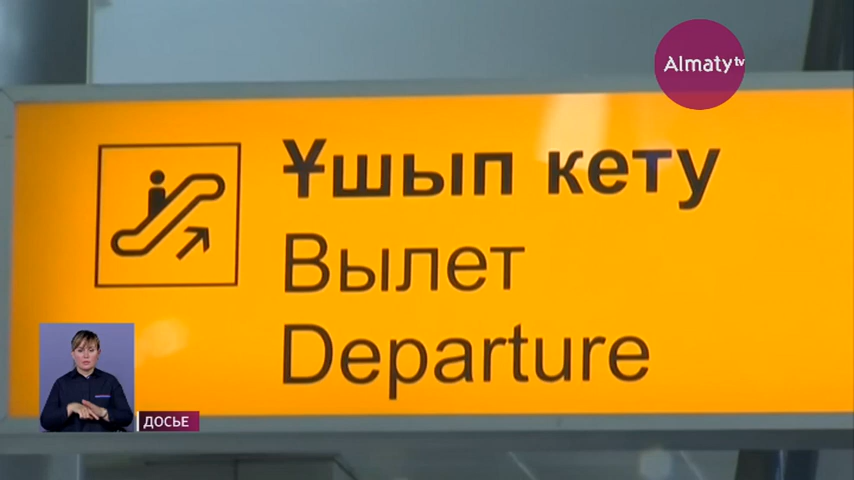 Almaty tv
Ұшып кету
Вылет
Departure
ДОСЬЕ